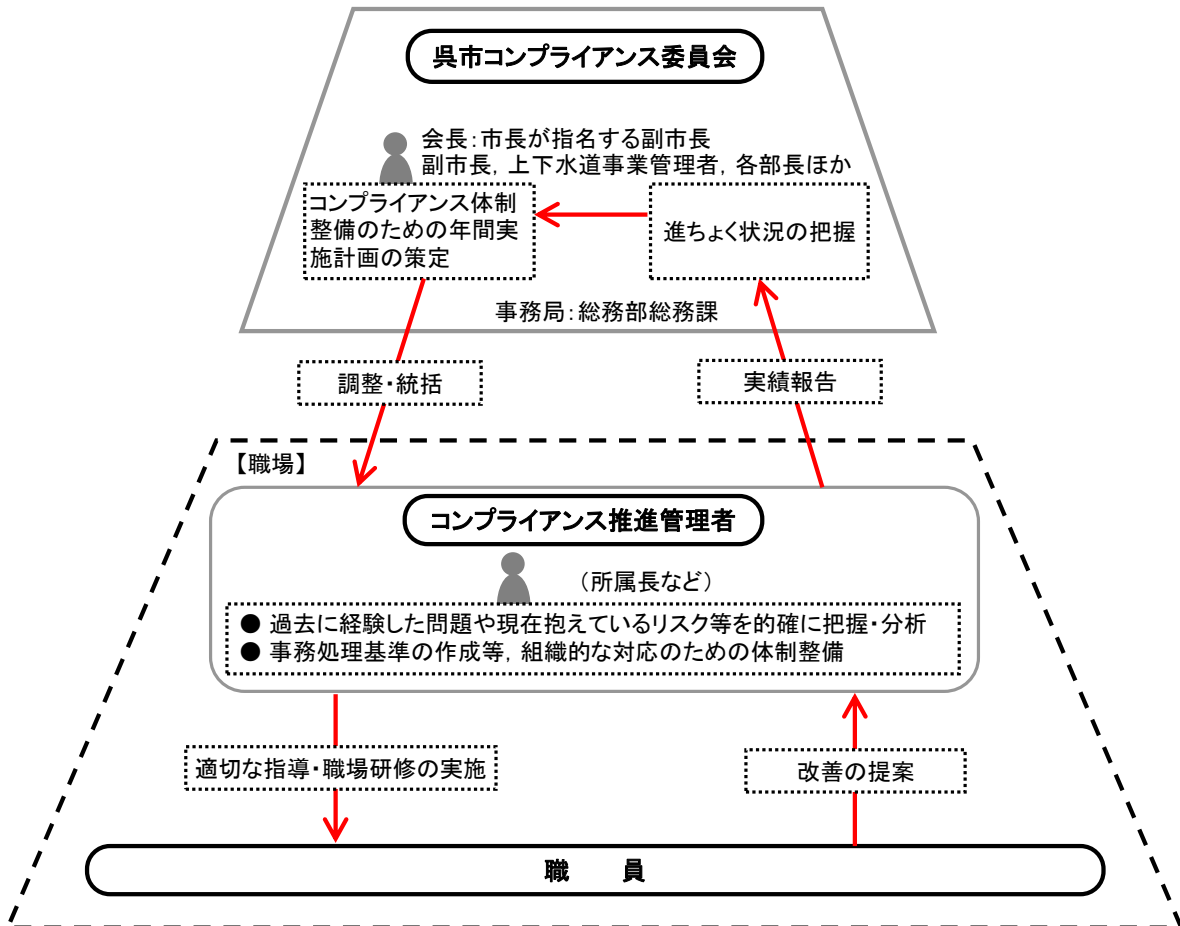 呉市コンプライアンス委員会
会長：市長が指名する副市長
副市長，上下水道事業管理者，各部長ほか
コンプライアンス体制
整備のための年間実
施計画の策定
進ちょく状況の把握
事務局：総務部総務課
調整・統括
実績報告
【職場】
コンプライアンス推進管理者
（所属長など）
● 過去に経験した問題や現在抱えているリスク等を的確に把握・分析
● 事務処理基準の作成等，組織的な対応のための体制整備
適切な指導・職場研修の実施
改善の提案
職　　員